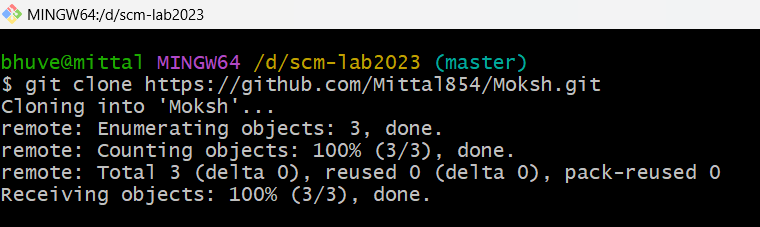 MINGW64:/d/scm-lab2023
bhuve@mittal MINGW64 /d/scm-lab2023 (master)
$ git clone https://github.com/Mittal854/Moksh.git
Cloning into 'Moksh'...
remote: Enumerating objects: 3, done.
remote: Counting objects: 100% (3/3), done.
remote: Total 3 (delta 0), reused 0 (delta 0), pack-reused 0
Receiving objects: 100% (3/3), done.